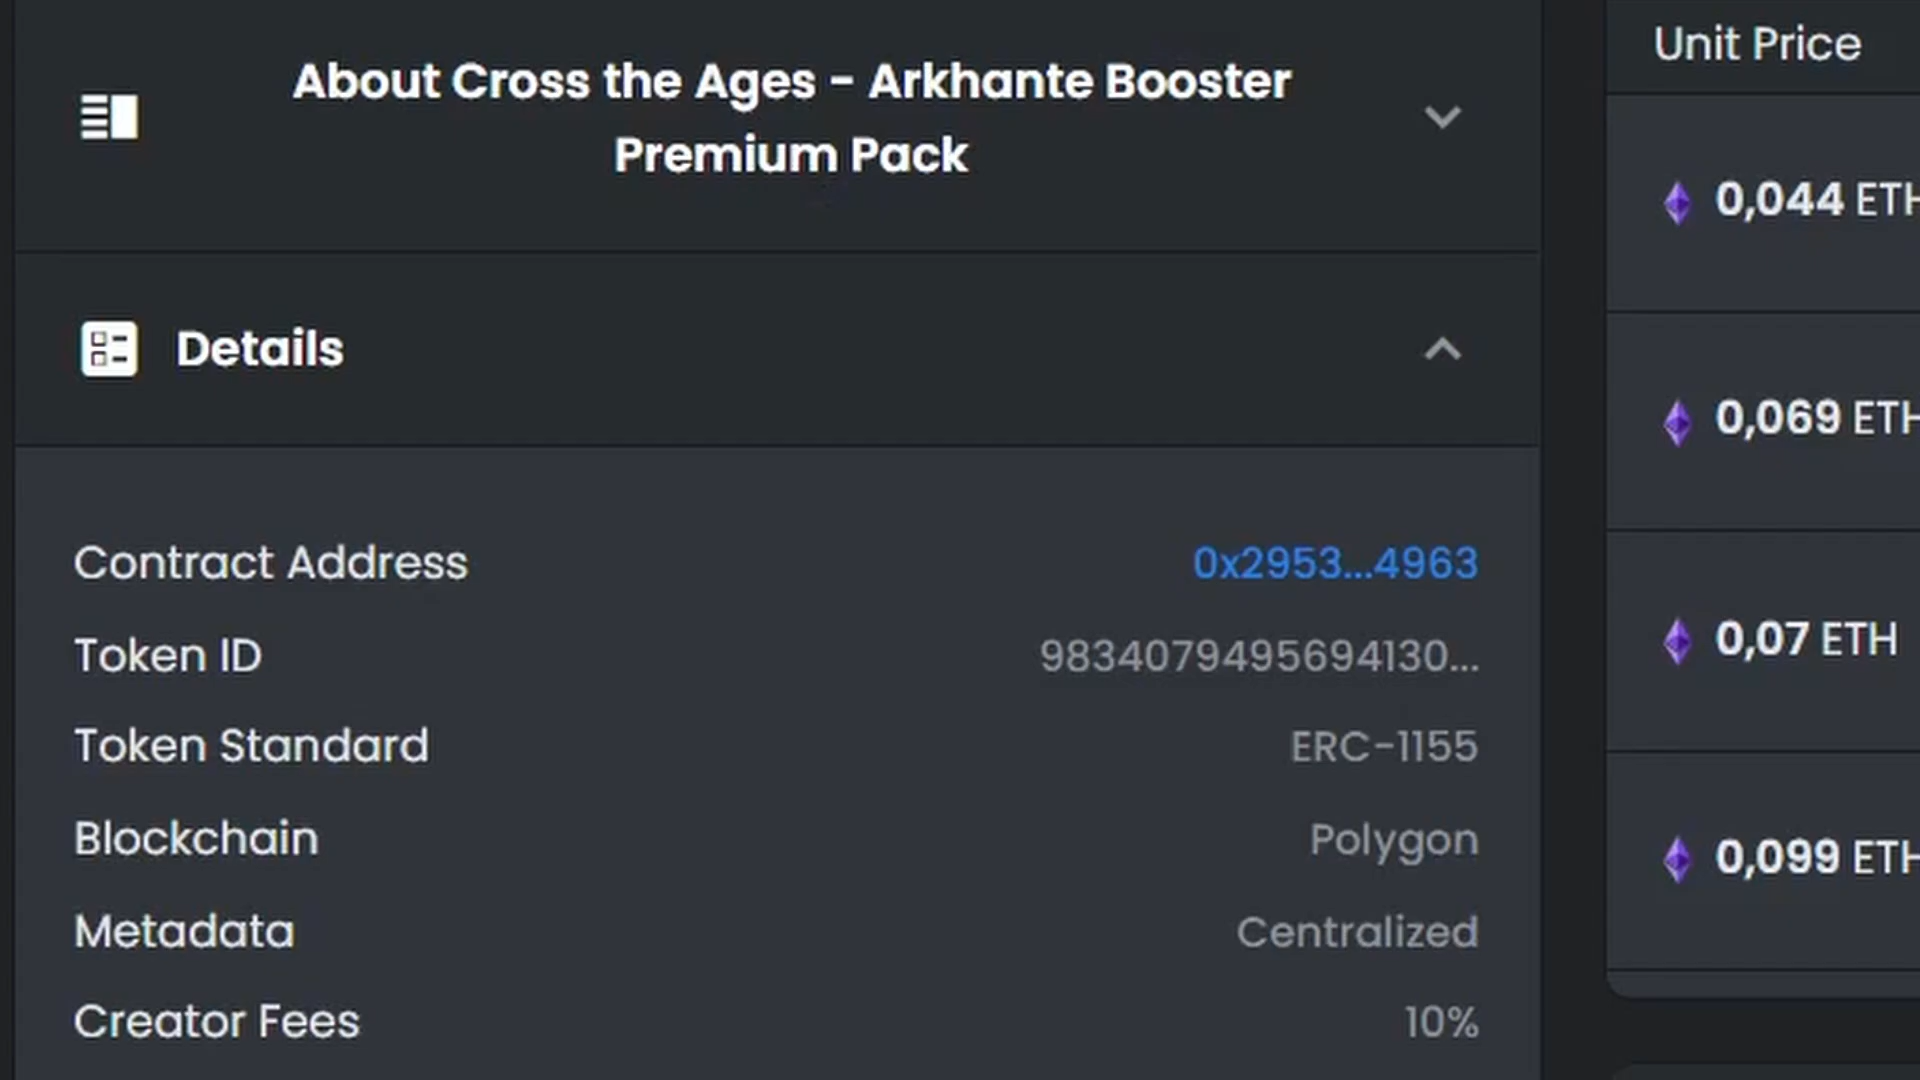 About Cross the Ages - Arkhante Booster
Premium Pack
Details
Contract Address 0x2953...4963
Token ID 9834079495694130...
Token Standard ERC-1155
Blockchain Polygon
Metadata Centralized
Creator Fees 10%
Unit Price
0,044 ETH
0,069 ETH
0,07 ETH
0,099 ETH